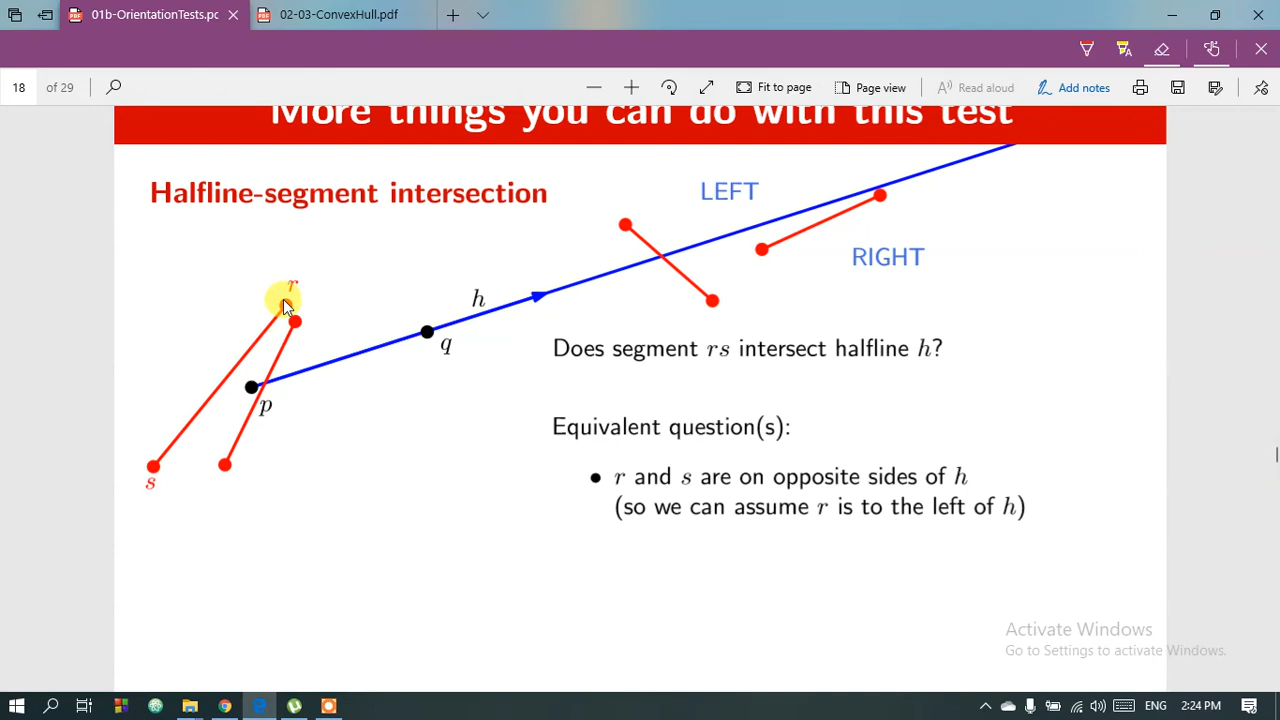 01b-OrientationTests.pc
02-03-ConvexHull.pdf
18 of 29
Fit to page
Page view
Read aloud
Add notes
More things you can do with this test
Halfline-segment intersection
LEFT
RIGHT
r
h
q
p
s
Does segment rs intersect halfline h?
Equivalent question(s):
• r and s are on opposite sides of h
(so we can assume r is to the left of h)
Activate Windows
Go to Settings to activate Windows.
ENG
2:24 PM